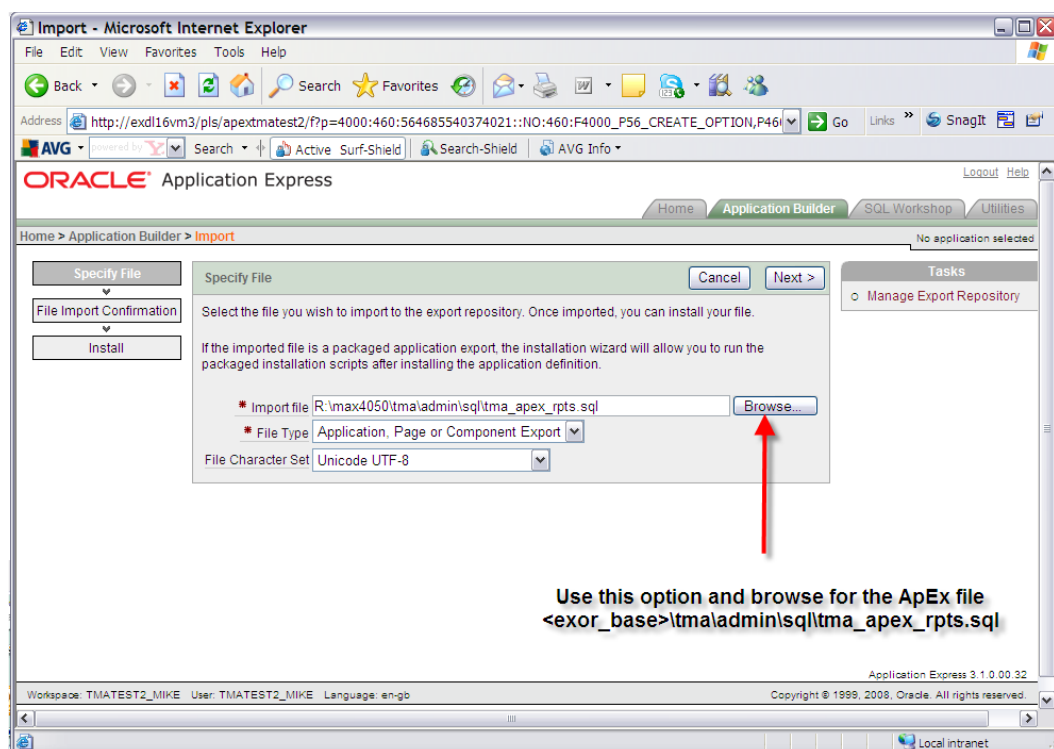 Import - Microsoft Internet Explorer
File Edit View Favorites Tools Help
Back Search Favorites
Address http://exdl16vm3/pls/apextmatest2/f?p=4000:460:564685540374021::NO:460:F4000_P56_CREATE_OPTION,P46 Go Links » SnagIt
AVG powered by Y! Search Active Surf-Shield Search-Shield AVG Info
ORACLE Application Express
Logout Help
Home Application Builder SQL Workshop Utilities
Home > Application Builder > Import
No application selected
Specify File
File Import Confirmation
Install
Specify File Cancel Next >
Select the file you wish to import to the export repository. Once imported, you can install your file.
If the imported file is a packaged application export, the installation wizard will allow you to run the
packaged installation scripts after installing the application definition.
* Import file R:\max4050\tma\admin\sql\tma_apex_rpts.sql Browse...
* File Type Application, Page or Component Export
File Character Set Unicode UTF-8
Tasks
Manage Export Repository
Use this option and browse for the ApEx file
<exor_base>\tma\admin\sql\tma_apex_rpts.sql
Application Express 3.1.0.00.32
Workspace: TMATEST2_MIKE User: TMATEST2_MIKE Language: en-gb
Copyright © 1999, 2008, Oracle. All rights reserved.
Local intranet